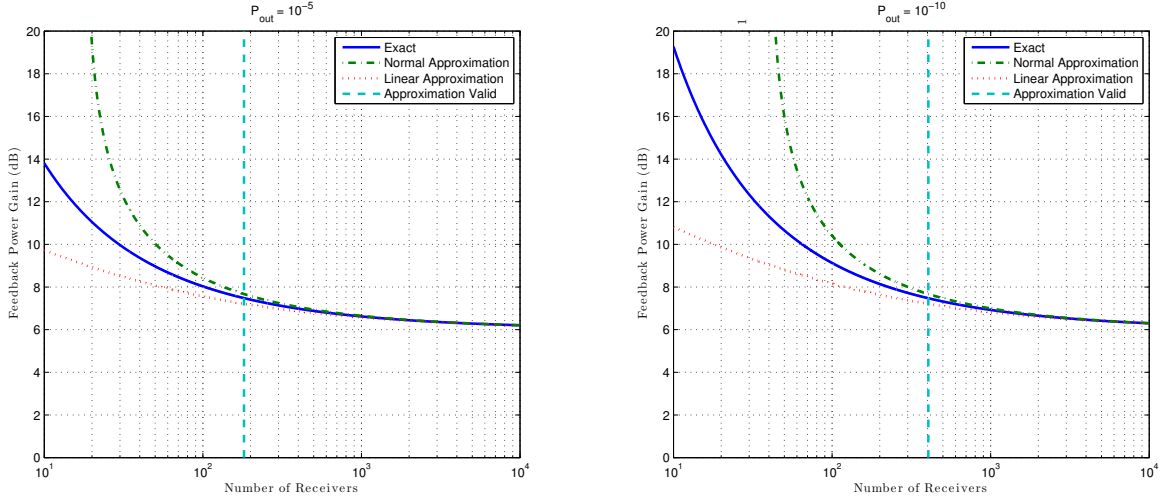 P_out = 10^-5
20
18
16
14
12
10
8
6
4
2
0
Feedback Power Gain (dB)
Exact
Normal Approximation
Linear Approximation
Approximation Valid
10^1
10^2
10^3
10^4
Number of Receivers
1
P_out = 10^-10
20
18
16
14
12
10
8
6
4
2
0
Feedback Power Gain (dB)
Exact
Normal Approximation
Linear Approximation
Approximation Valid
10^1
10^2
10^3
10^4
Number of Receivers